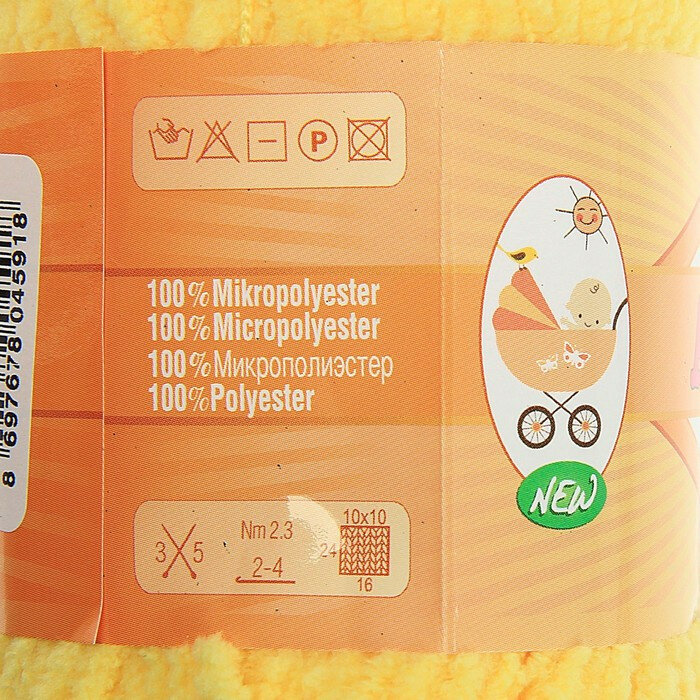 P
100%Mikropolyester
100%Micropolyester
100%Микрополиэстер
100%Polyester
NEW
3 5
Nm 2.3
2-4
10x10
24
16
8 697678 045918